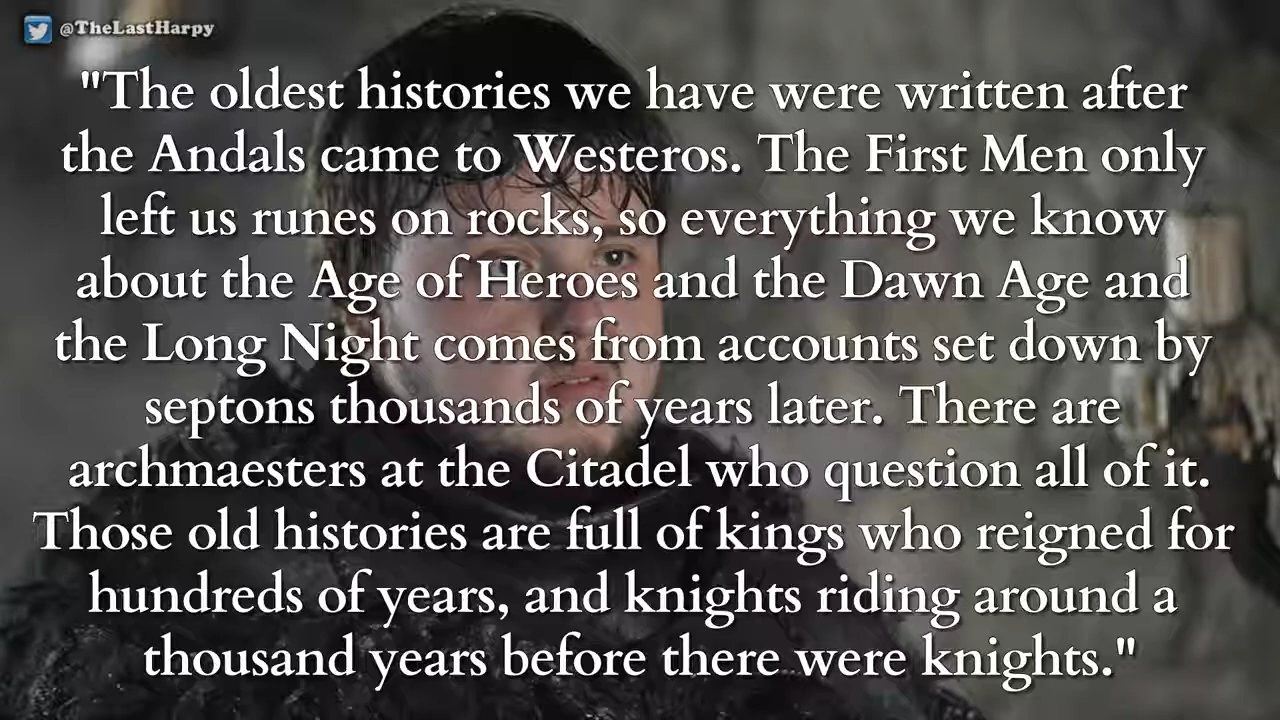 @TheLastHarpy
"The oldest histories we have were written after
the Andals came to Westeros. The First Men only
left us runes on rocks, so everything we know
about the Age of Heroes and the Dawn Age and
the Long Night comes from accounts set down by
septons thousands of years later. There are
archmaesters at the Citadel who question all of it.
Those old histories are full of kings who reigned for
hundreds of years, and knights riding around a
thousand years before there were knights."